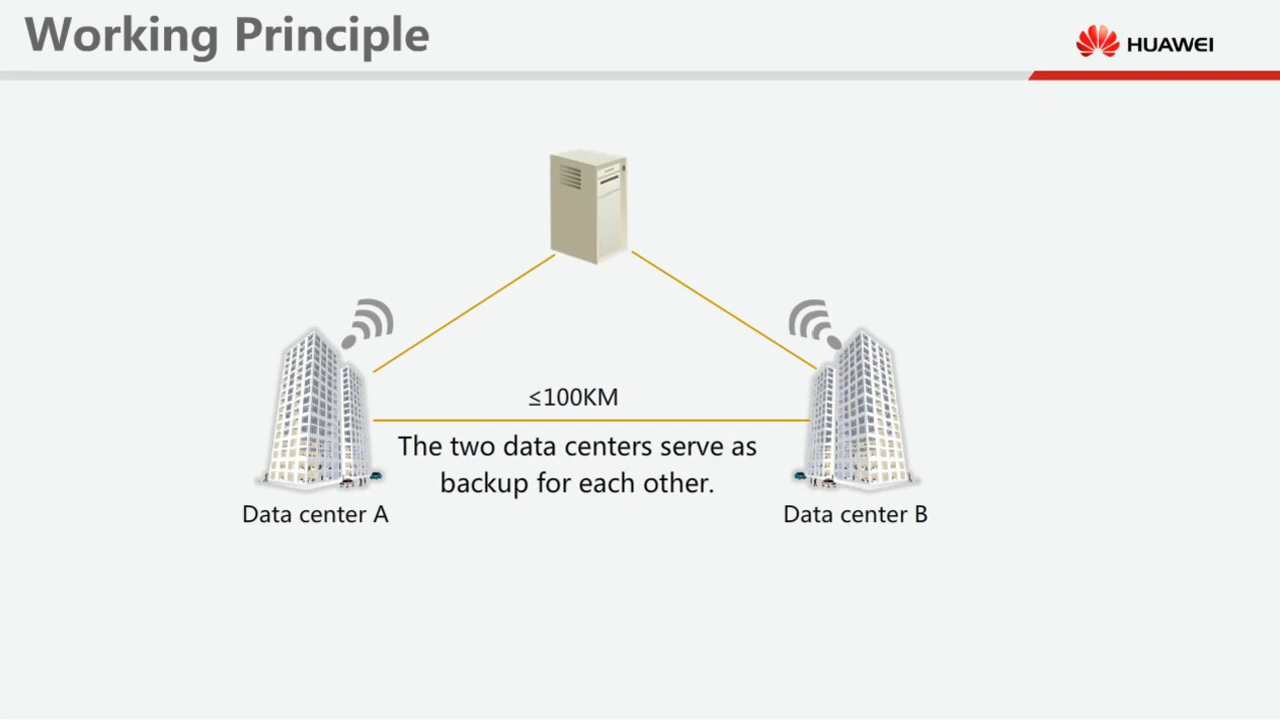 Working Principle
HUAWEI
≤100KM
The two data centers serve as
backup for each other.
Data center A
Data center B